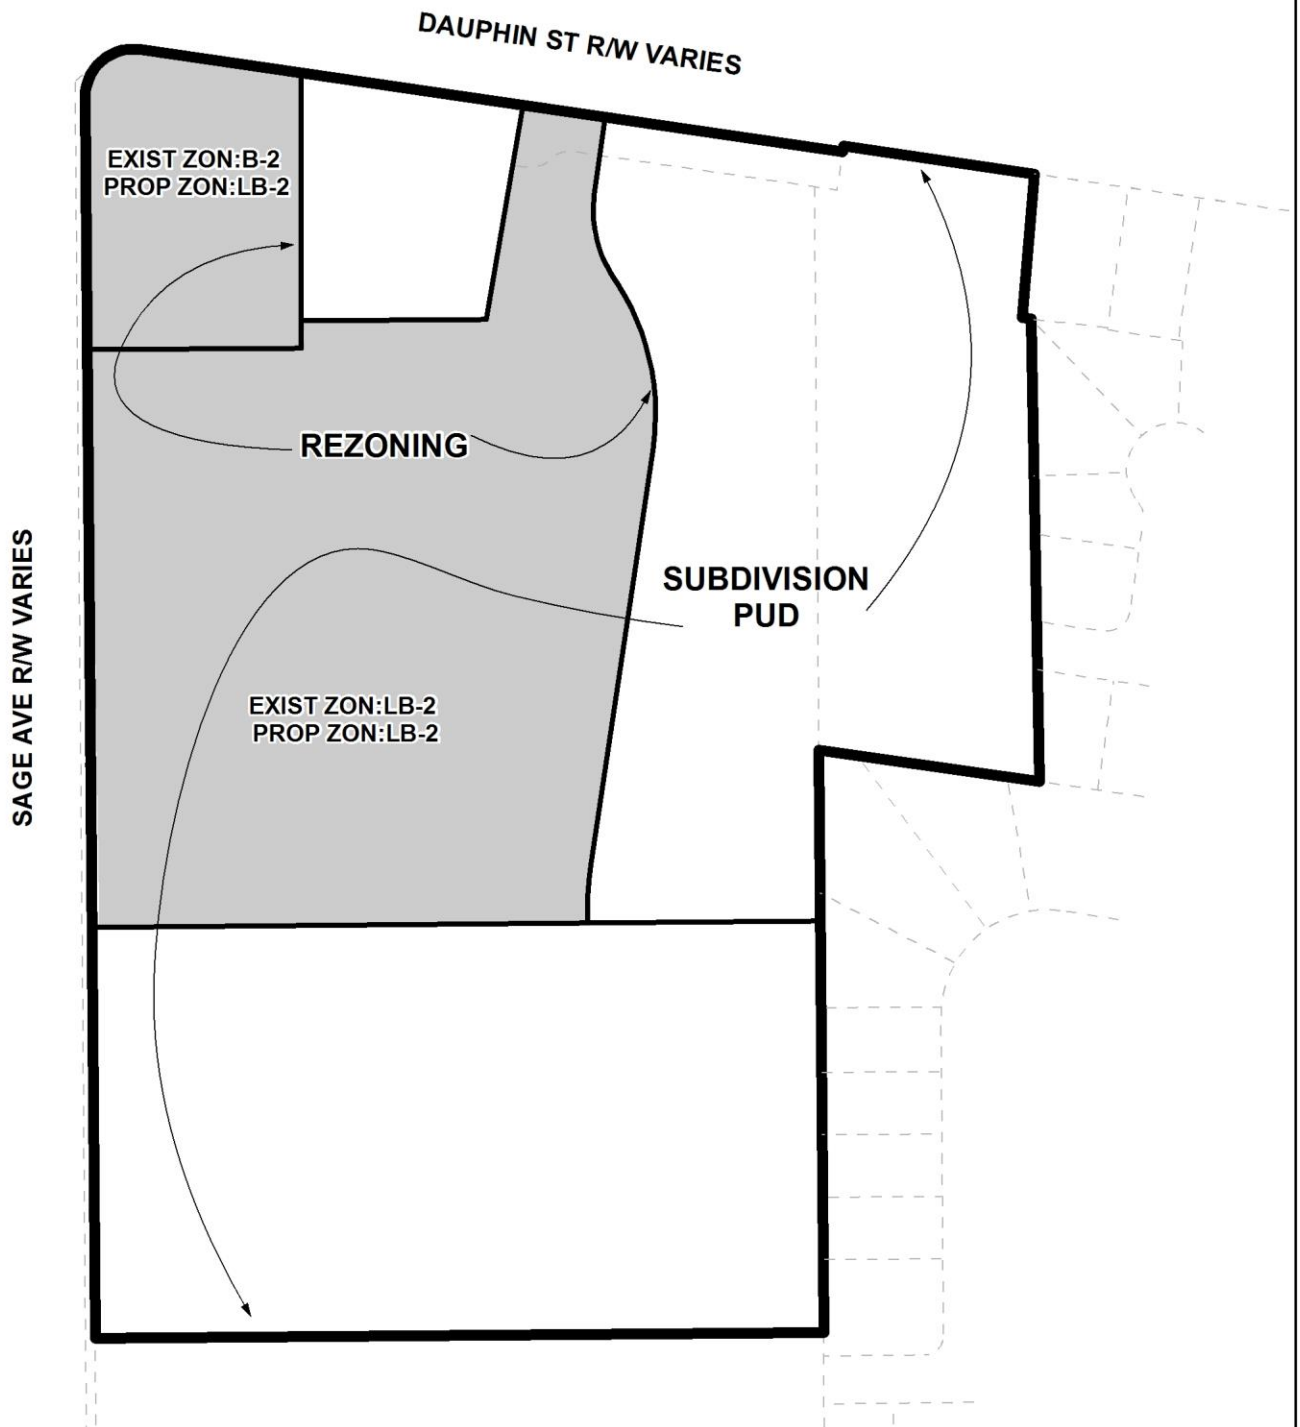 DAUPHIN ST R/W VARIES
EXIST ZON:B-2
PROP ZON:LB-2
REZONING
SUBDIVISION
PUD
SAGE AVE R/W VARIES
EXIST ZON:LB-2
PROP ZON:LB-2